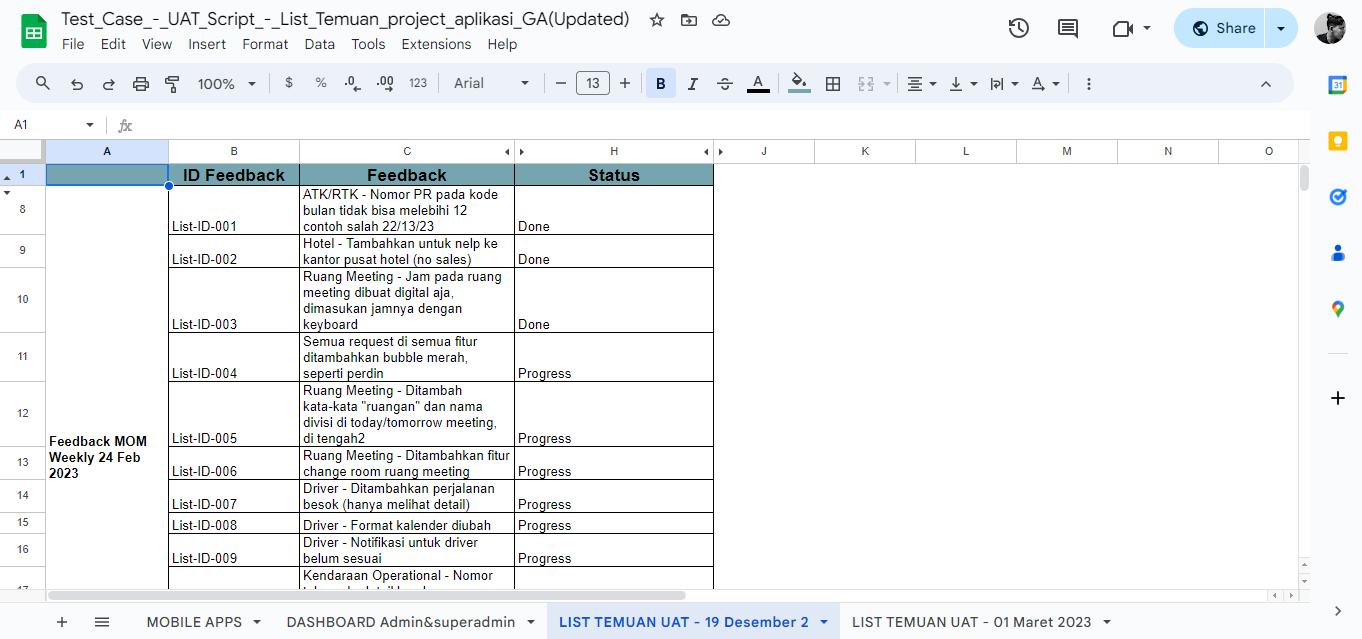 Test_Case_-_UAT_Script_-_List_Temuan_project_aplikasi_GA(Updated)
File Edit View Insert Format Data Tools Extensions Help
Share
100% $ % .0 .00 123 Arial 13 B I A A
A1 fx
A B C H J K L M N O
1 ID Feedback Feedback Status
8 List-ID-001 ATK/RTK - Nomor PR pada kode
bulan tidak bisa melebihi 12
contoh salah 22/13/23 Done
9 List-ID-002 Hotel - Tambahkan untuk nelp ke
kantor pusat hotel (no sales) Done
10 List-ID-003 Ruang Meeting - Jam pada ruang
meeting dibuat digital aja,
dimasukan jamnya dengan
keyboard Done
11 List-ID-004 Semua request di semua fitur
ditambahkan bubble merah,
seperti perdin Progress
12 List-ID-005 Ruang Meeting - Ditambah
kata-kata "ruangan" dan nama
divisi di today/tomorrow meeting,
di tengah2 Progress
Feedback MOM
Weekly 24 Feb
2023
13 List-ID-006 Ruang Meeting - Ditambahkan fitur
change room ruang meeting Progress
14 List-ID-007 Driver - Ditambahkan perjalanan
besok (hanya melihat detail) Progress
15 List-ID-008 Driver - Format kalender diubah Progress
16 List-ID-009 Driver - Notifikasi untuk driver
belum sesuai Progress
Kendaraan Operational - Nomor
MOBILE APPS DASHBOARD Admin&superadmin LIST TEMUAN UAT - 19 Desember 2 LIST TEMUAN UAT - 01 Maret 2023
31